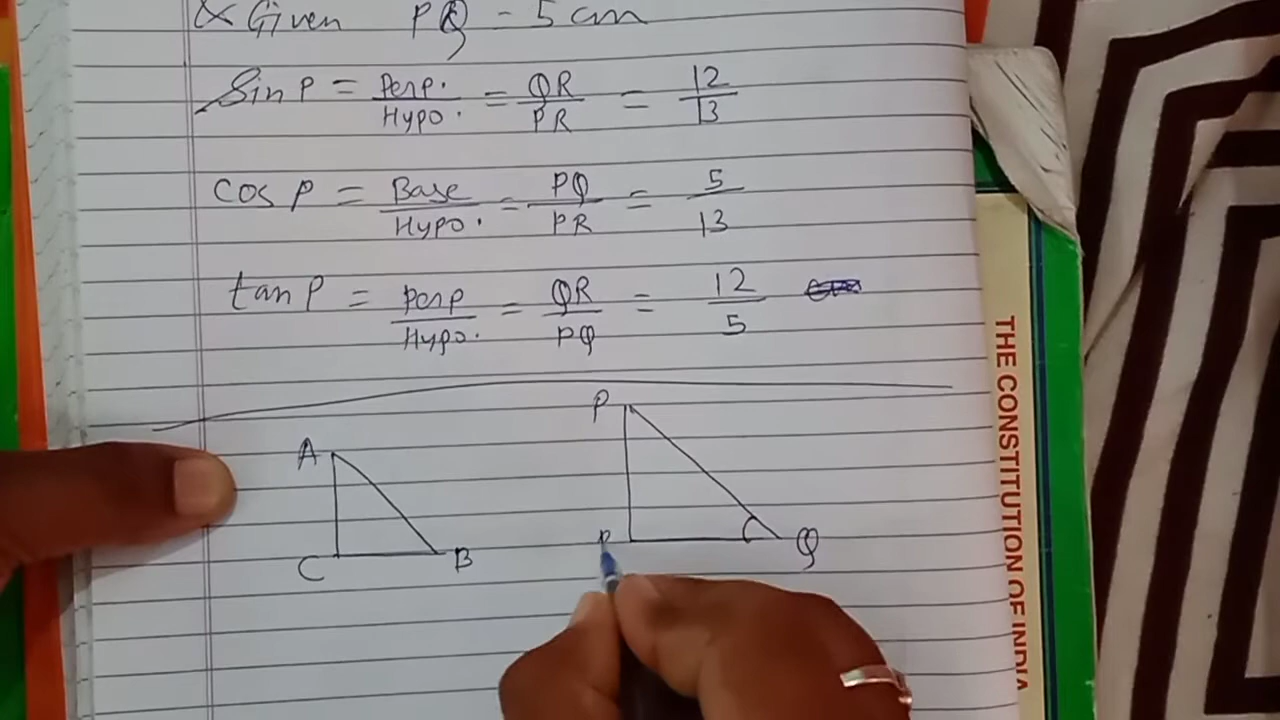 & Given PQ = 5 cm
Sin P = Perp. / Hypo. = QR / PR = 12 / 13
cos P = Base / Hypo. = PQ / PR = 5 / 13
tan P = Perp / Hypo. = QR / PQ = 12 / 5
A
C
B
P
R
Q
THE CONSTITUTION OF INDIA